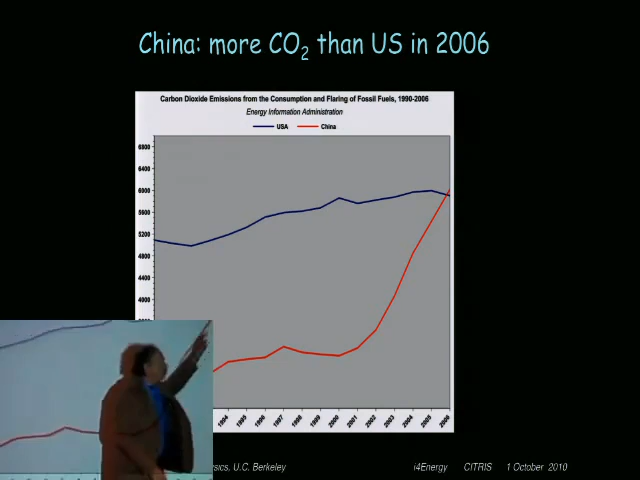 China: more CO2 than US in 2006
Carbon Dioxide Emissions from the Consumption and Flaring of Fossil Fuels, 1990-2006
Energy Information Administration
USA China
6800
6400
6000
5600
5200
4800
4400
4000
1994 1995 1996 1997 1998 1999 2000 2001 2002 2003 2004 2005 2006
U.C. Berkeley i4Energy CITRIS 1 October 2010